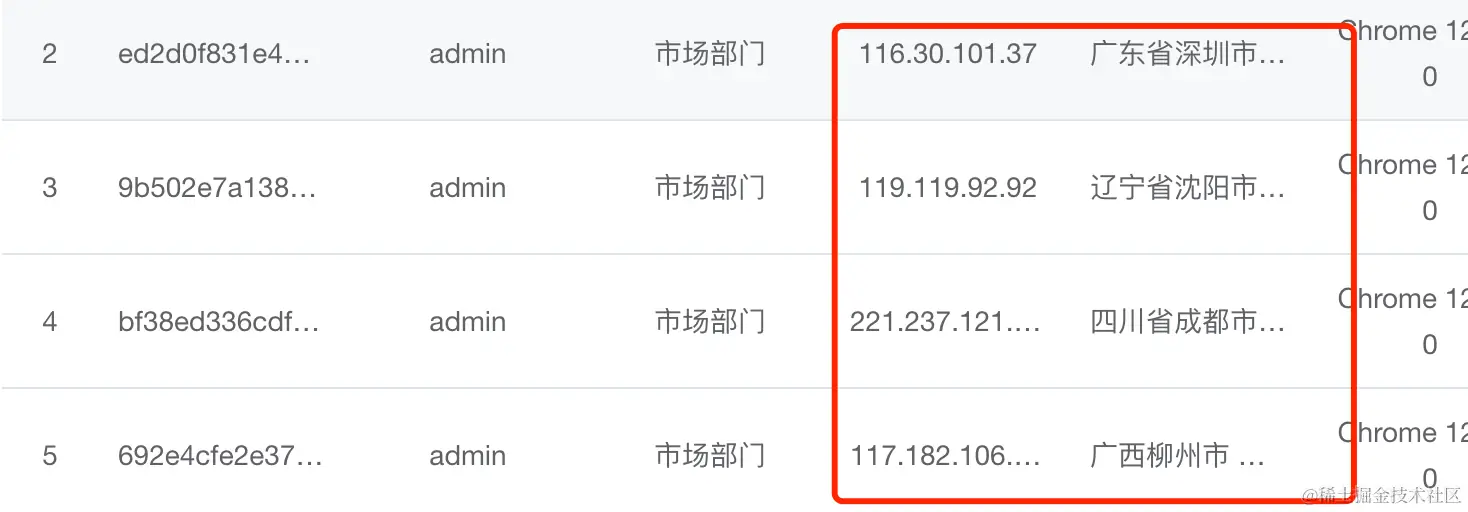 2 ed2d0f831e4... admin 市场部门 116.30.101.37 广东省深圳市... Chrome 12
0
3 9b502e7a138... admin 市场部门 119.119.92.92 辽宁省沈阳市... Chrome 12
0
4 bf38ed336cdf... admin 市场部门 221.237.121.... 四川省成都市... Chrome 12
0
5 692e4cfe2e37... admin 市场部门 117.182.106.... 广西柳州市 ... Chrome 12
0
@稀土掘金技术社区